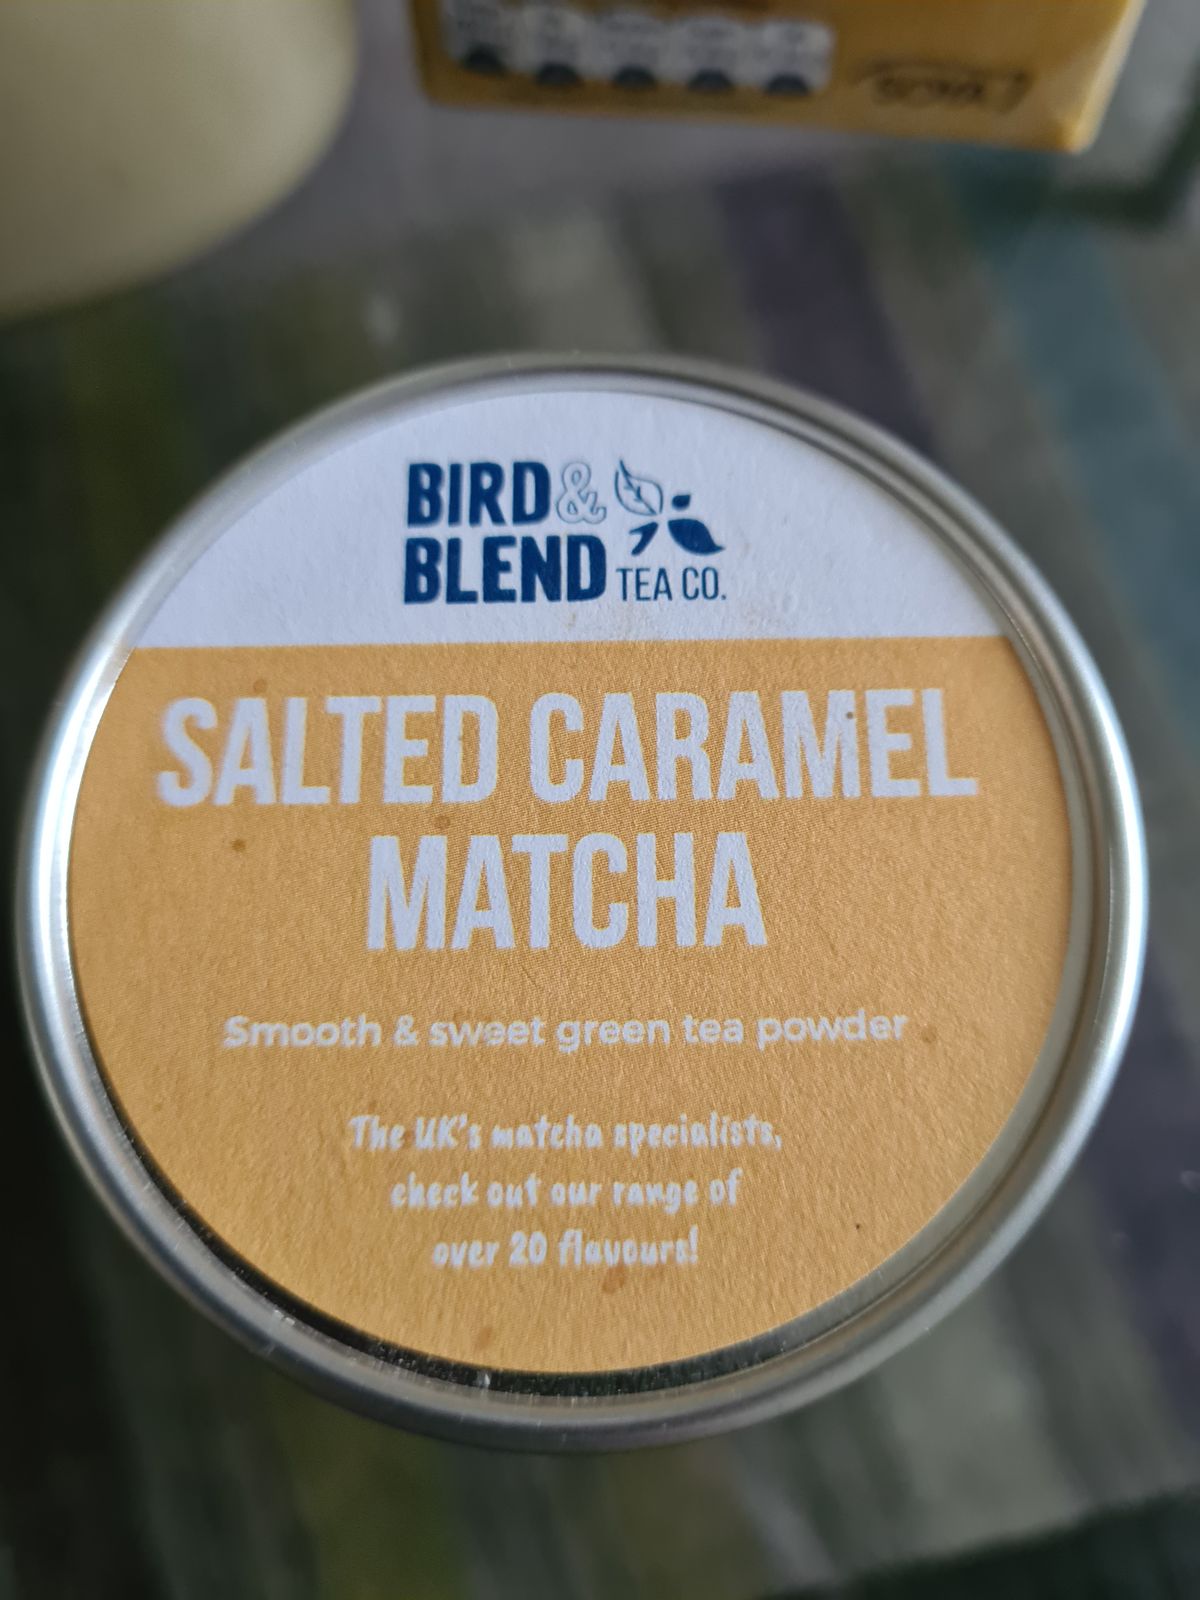 BIRD &
BLEND TEA CO.
SALTED CARAMEL
MATCHA
Smooth & sweet green tea powder
The UK's matcha specialists,
check out our range of
over 20 flavours!